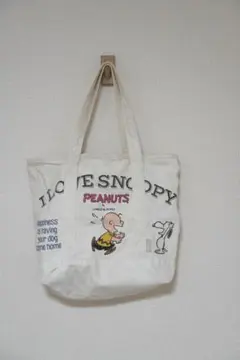 I LOVE SNOOPY
PEANUTS
Happiness
is having
your dog
come home